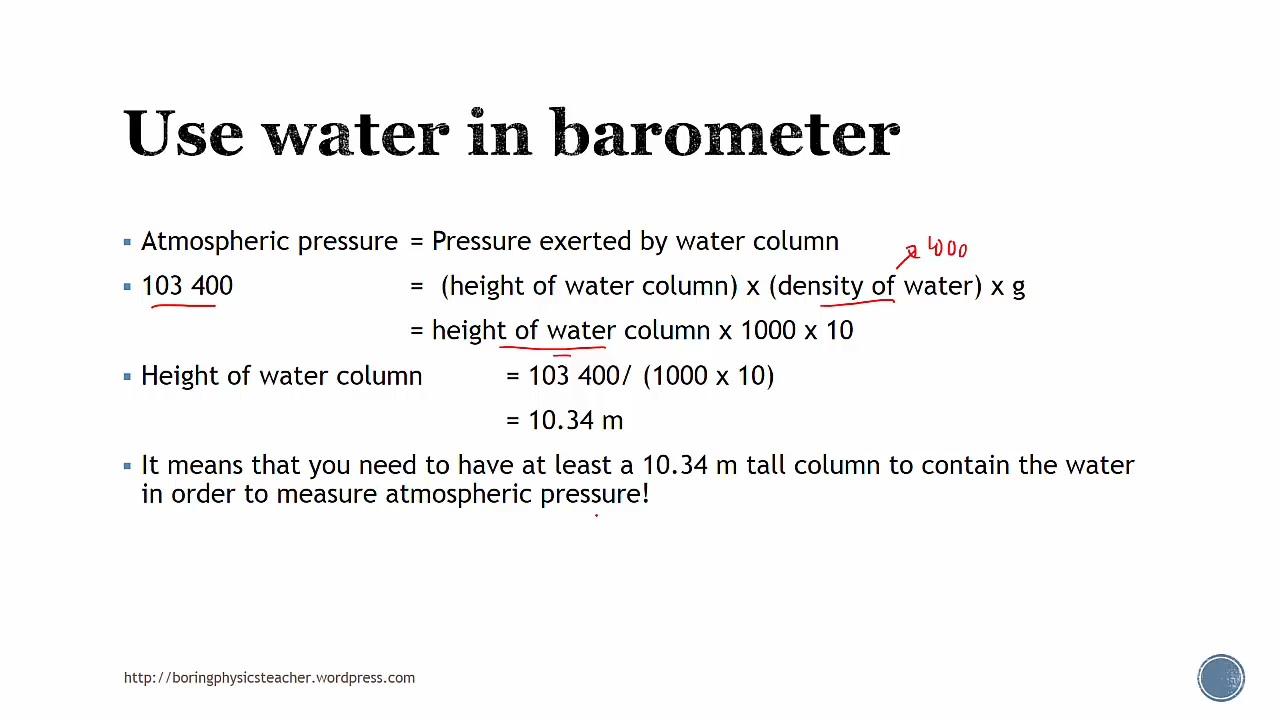 Use water in barometer
▪ Atmospheric pressure = Pressure exerted by water column
1000
▪ 103 400 = (height of water column) x (density of water) x g
= height of water column x 1000 x 10
▪ Height of water column = 103 400/ (1000 x 10)
= 10.34 m
▪ It means that you need to have at least a 10.34 m tall column to contain the water
in order to measure atmospheric pressure!
http://boringphysicsteacher.wordpress.com